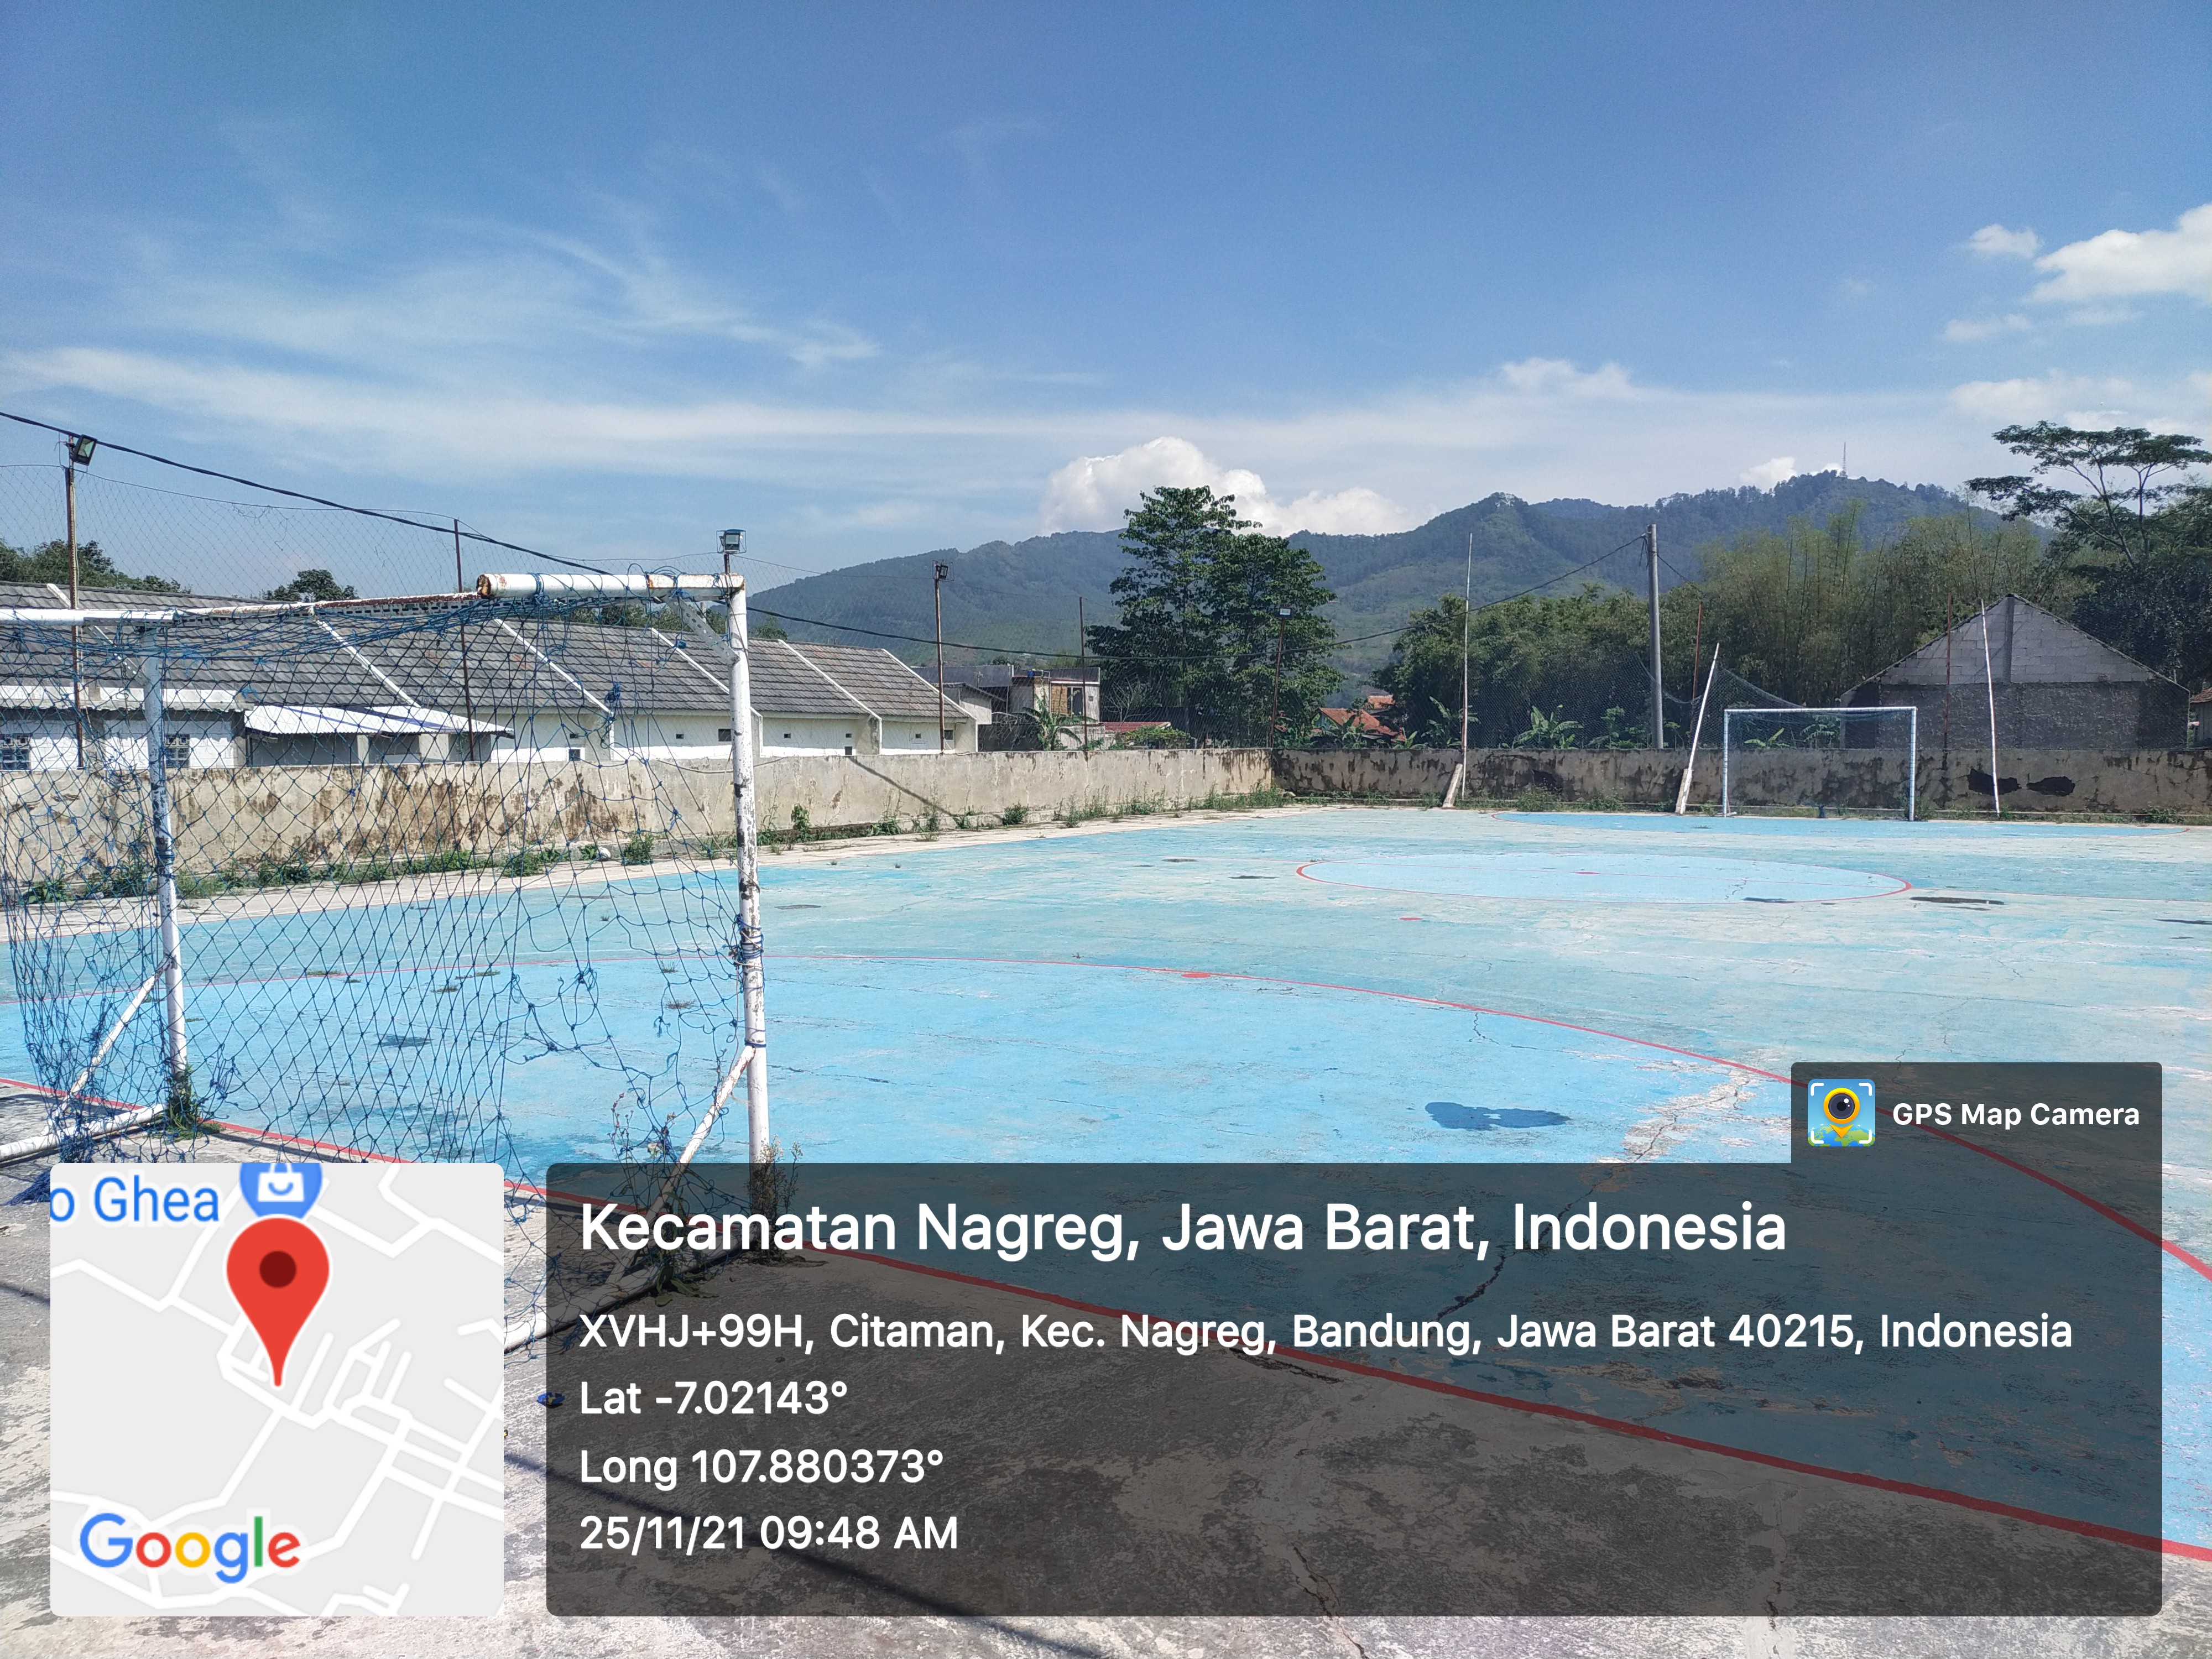 GPS Map Camera
o Ghea
Google
Kecamatan Nagreg, Jawa Barat, Indonesia
XVHJ+99H, Citaman, Kec. Nagreg, Bandung, Jawa Barat 40215, Indonesia
Lat -7.02143°
Long 107.880373°
25/11/21 09:48 AM